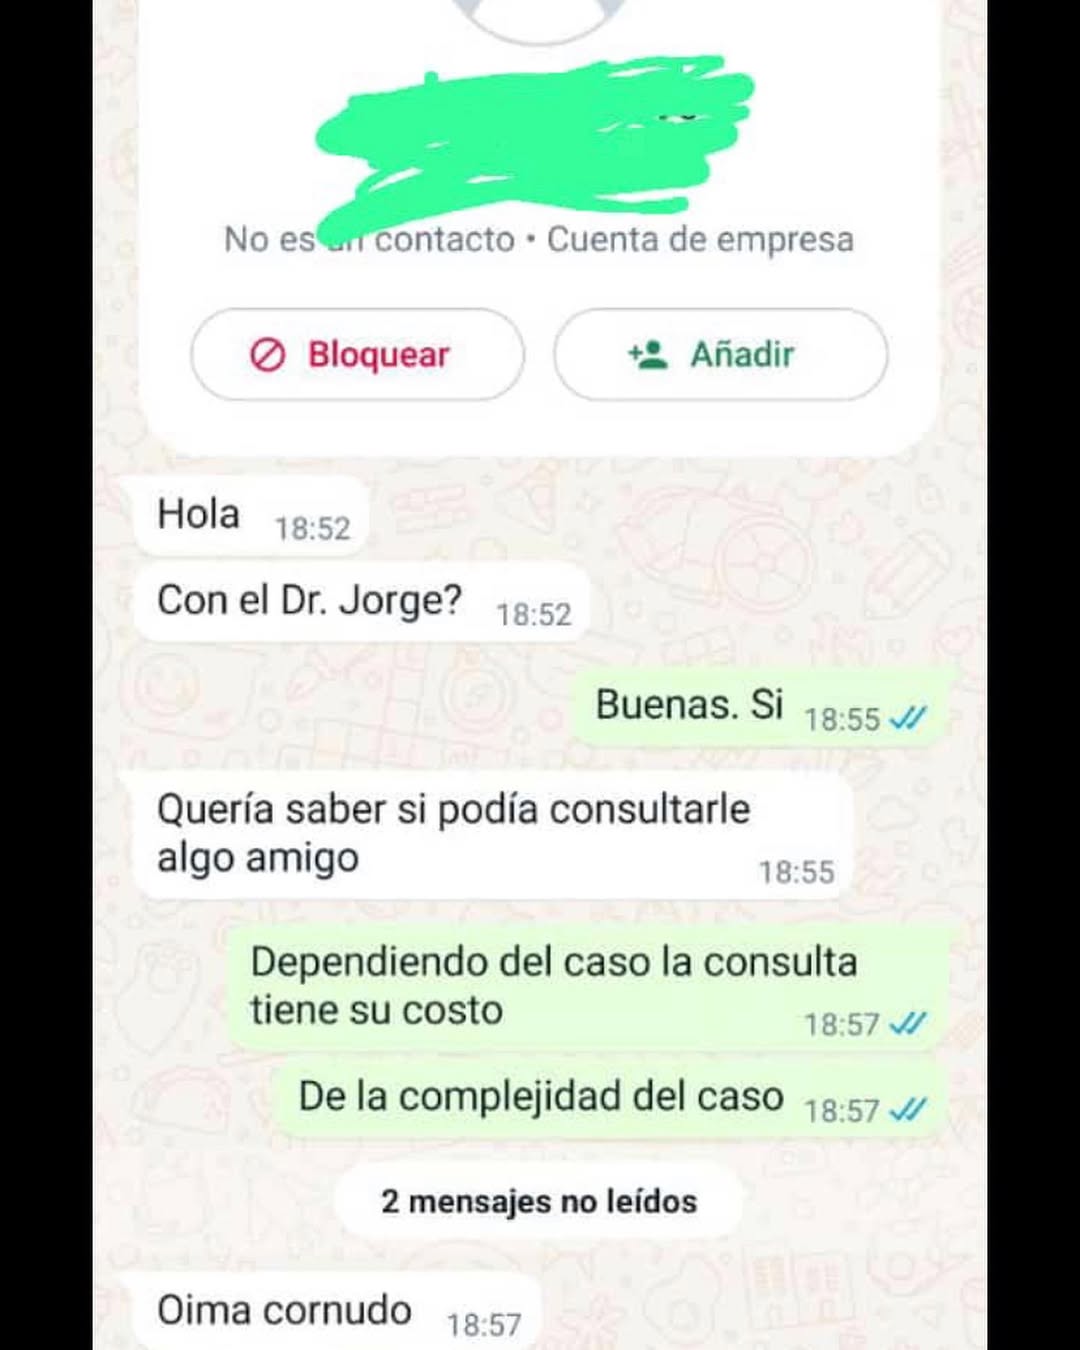 No es un contacto • Cuenta de empresa
Bloquear
Añadir
Hola 18:52
Con el Dr. Jorge? 18:52
Buenas. Si 18:55
Quería saber si podía consultarle
algo amigo 18:55
Dependiendo del caso la consulta
tiene su costo 18:57
De la complejidad del caso 18:57
2 mensajes no leídos
Oima cornudo 18:57